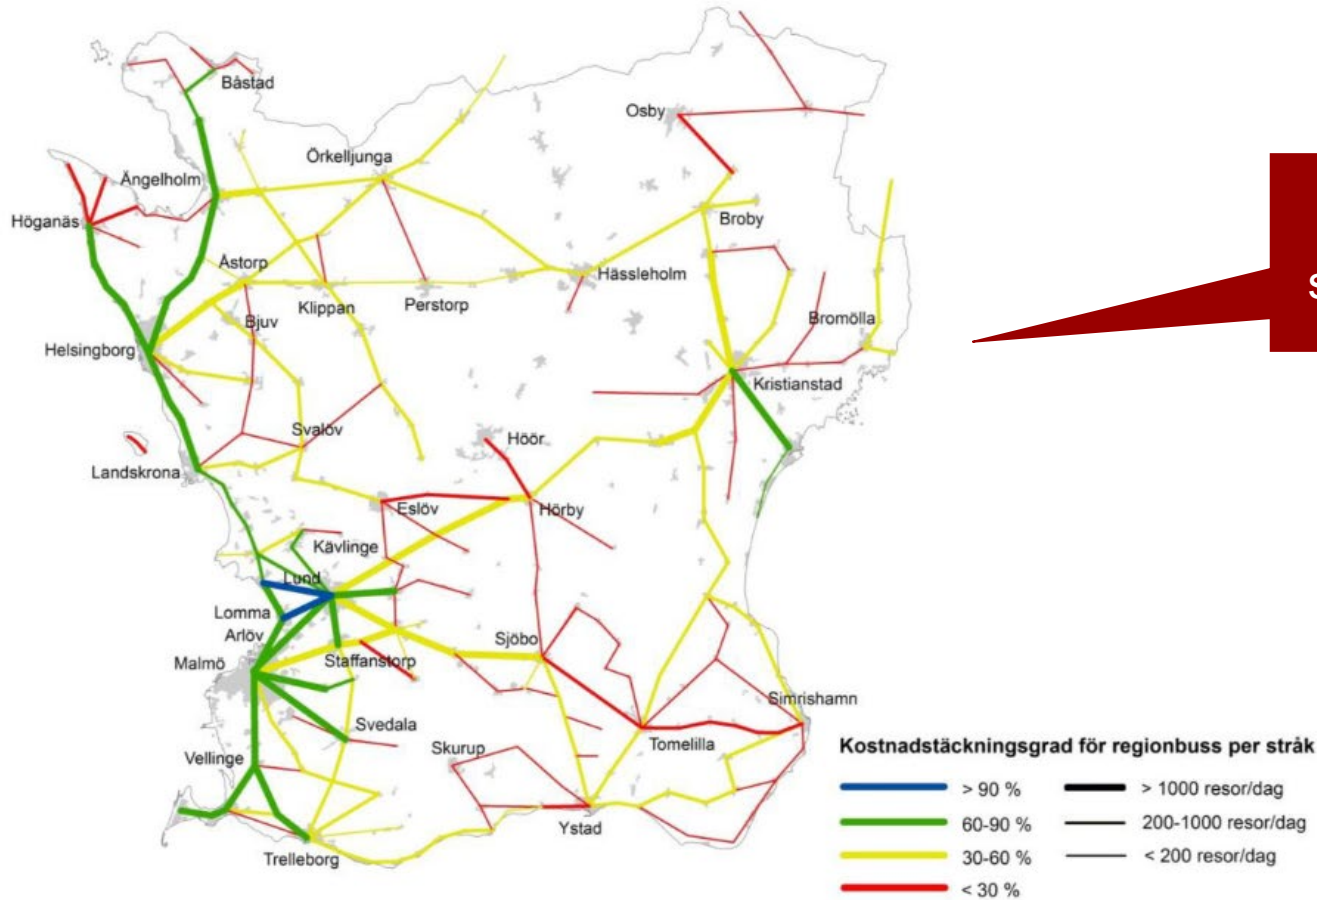 Båstad
Osby
Örkelljunga
Ängelholm
Höganäs
Broby
Åstorp
Hässleholm
Klippan
Perstorp
Bjuv
Bromölla
Helsingborg
Kristianstad
Svalöv
Höör
Landskrona
Eslöv
Hörby
Kävlinge
Lund
Lomma
Arlöv
Sjöbo
Malmö
Staffanstorp
Simrishamn
Svedala
Tomelilla
Skurup
Vellinge
Ystad
Trelleborg
S
Kostnadstäckningsgrad för regionbuss per stråk
> 90 %
> 1000 resor/dag
60-90 %
200-1000 resor/dag
30-60 %
< 200 resor/dag
< 30 %